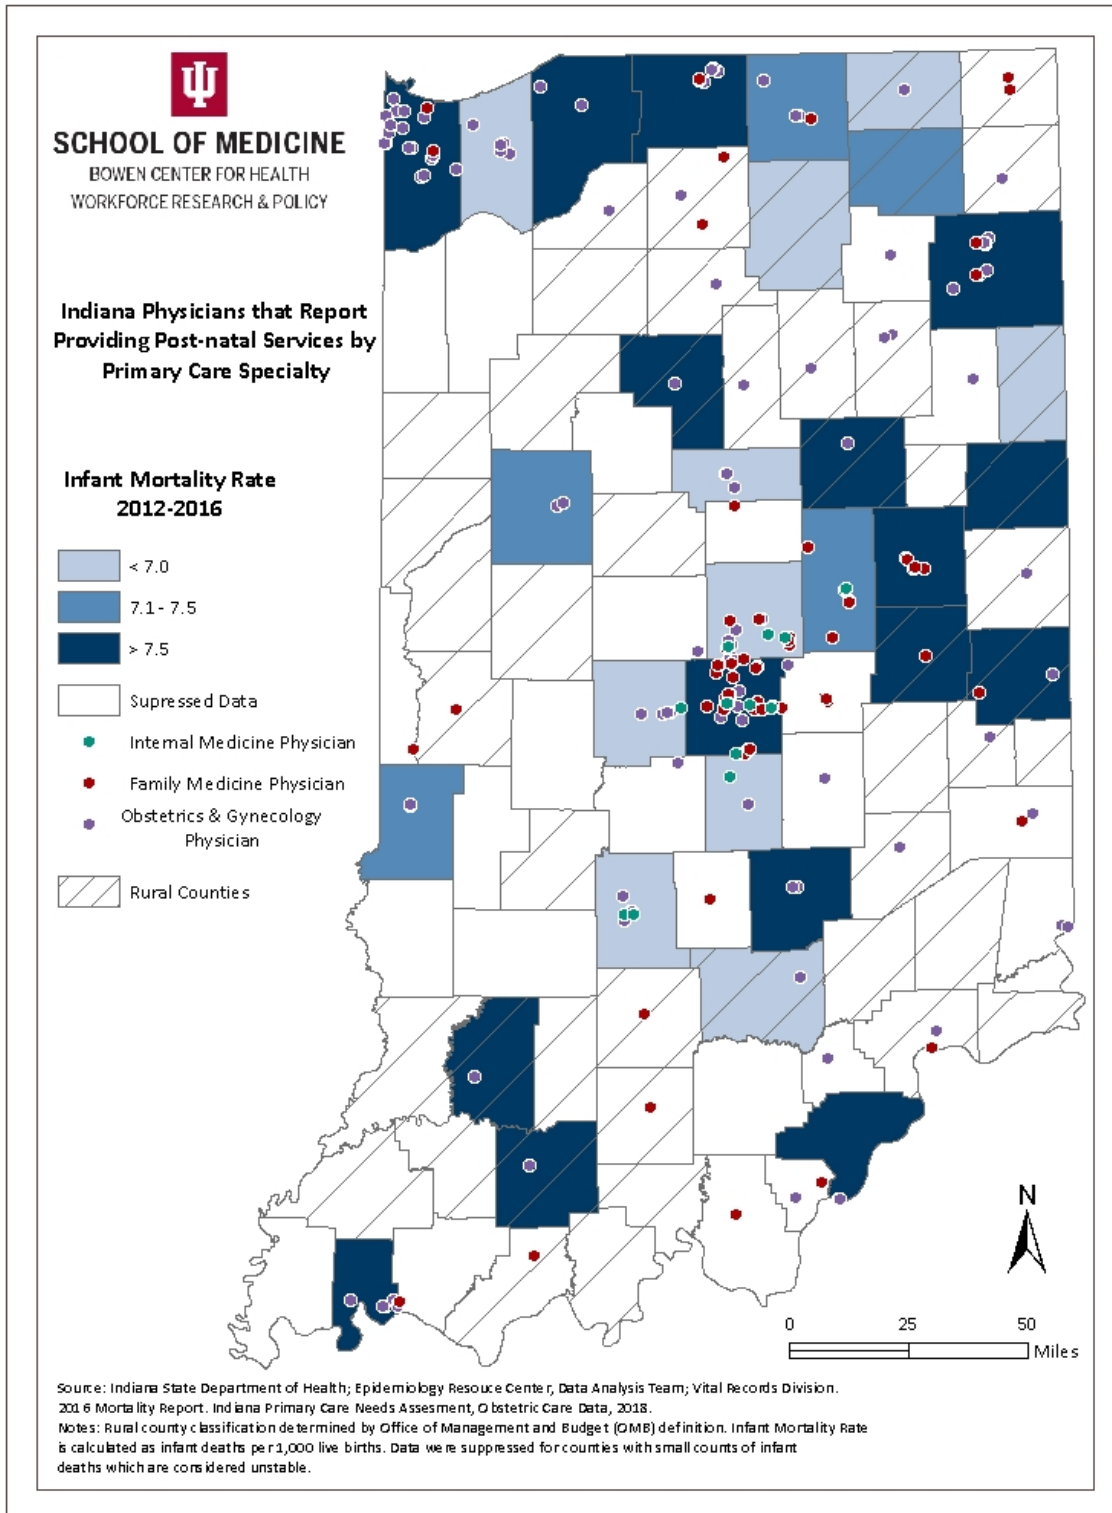 SCHOOL OF MEDICINE
BOWEN CENTER FOR HEALTH
WORKFORCE RESEARCH & POLICY
Indiana Physicians that Report
Providing Post-natal Services by
Primary Care Specialty
Infant Mortality Rate
2012-2016
< 7.0
7.1 - 7.5
> 7.5
Supressed Data
Internal Medicine Physician
Family Medicine Physician
Obstetrics & Gynecology
Physician
Rural Counties
N
0 25 50
Miles
Source: Indiana State Department of Health; Epidemiology Resouce Center, Data Analysis Team; Vital Records Division.
2016 Mortality Report. Indiana Primary Care Needs Assesment, Obstetric Care Data, 2018.
Notes: Rural county classification determined by Office of Management and Budget (OMB) definition. Infant Mortality Rate
is calculated as infant deaths per 1,000 live births. Data were suppressed for counties with small counts of infant
deaths which are considered unstable.